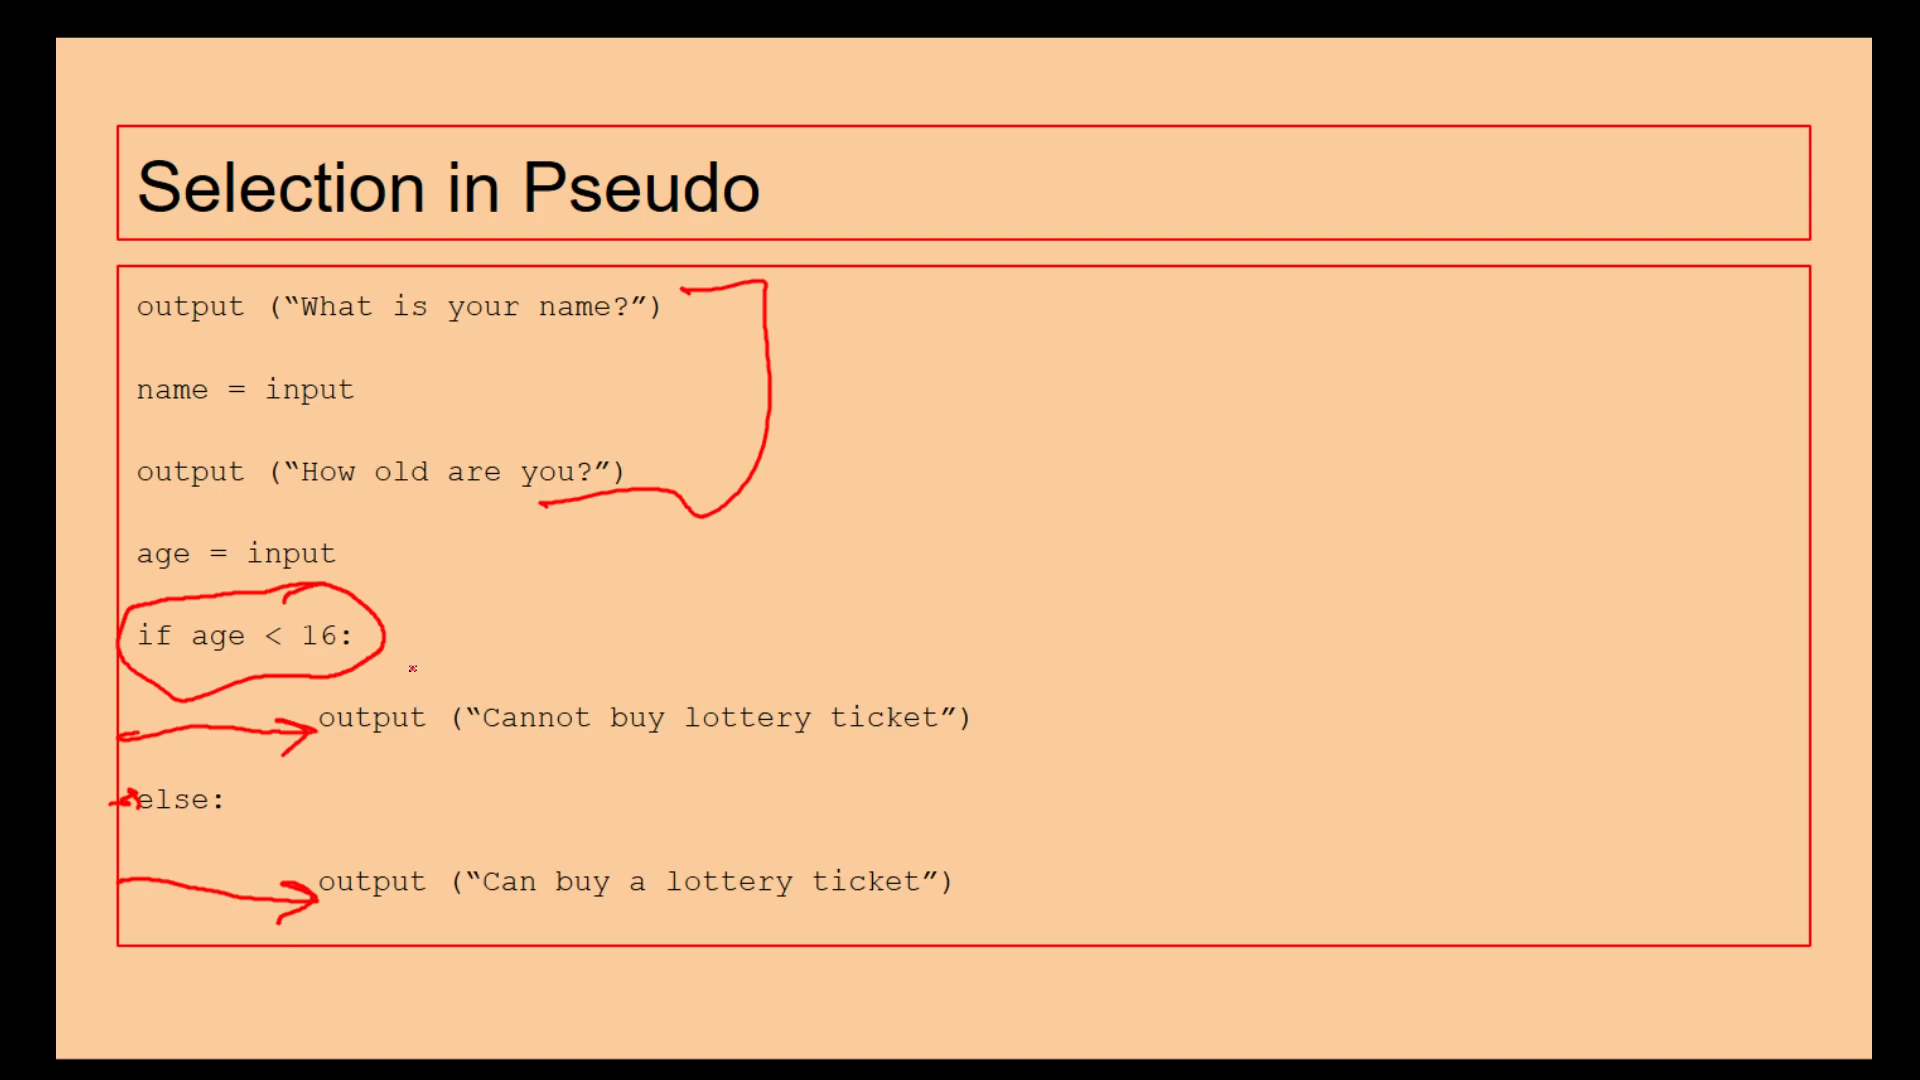 Selection in Pseudo
output (“What is your name?”)
name = input
output (“How old are you?”)
age = input
if age < 16:
output (“Cannot buy lottery ticket”)
else:
output (“Can buy a lottery ticket”)